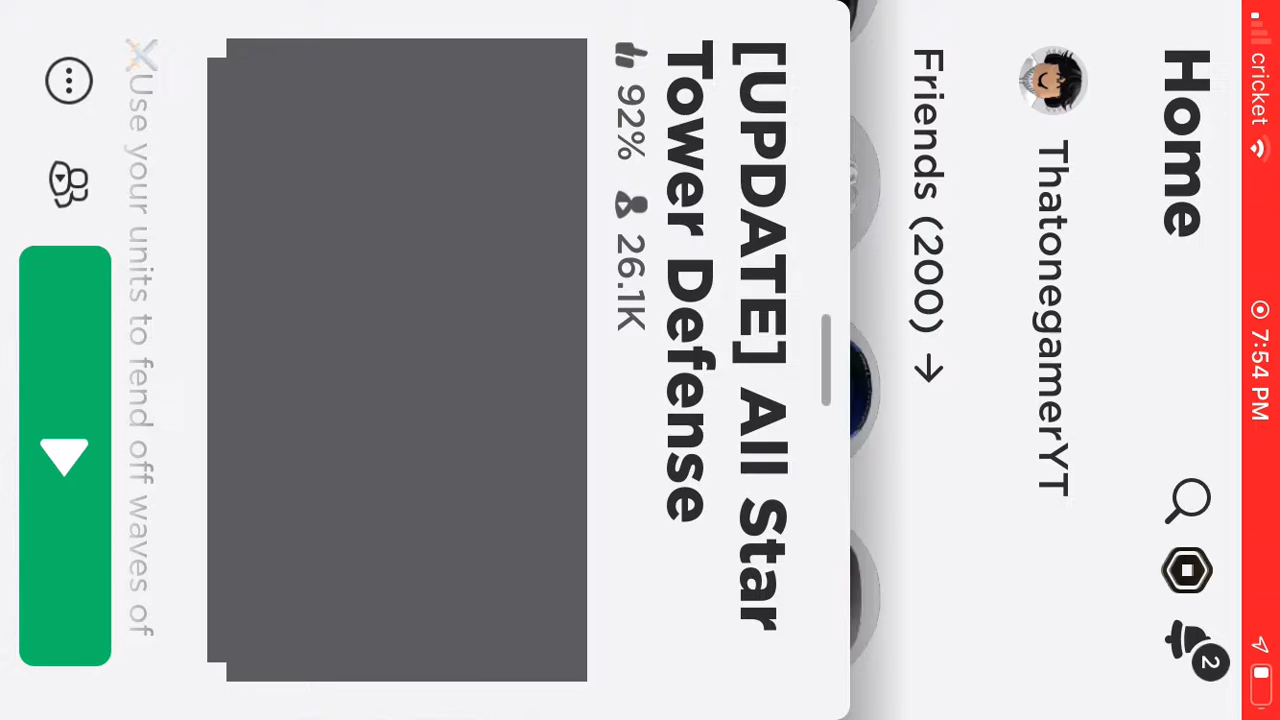 cricket 7:54 PM
Home
2
ThatonegamerYT
Friends (200) →
[UPDATE] All Star
Tower Defense
92% 26.1K
⚔️Use your units to fend off waves of